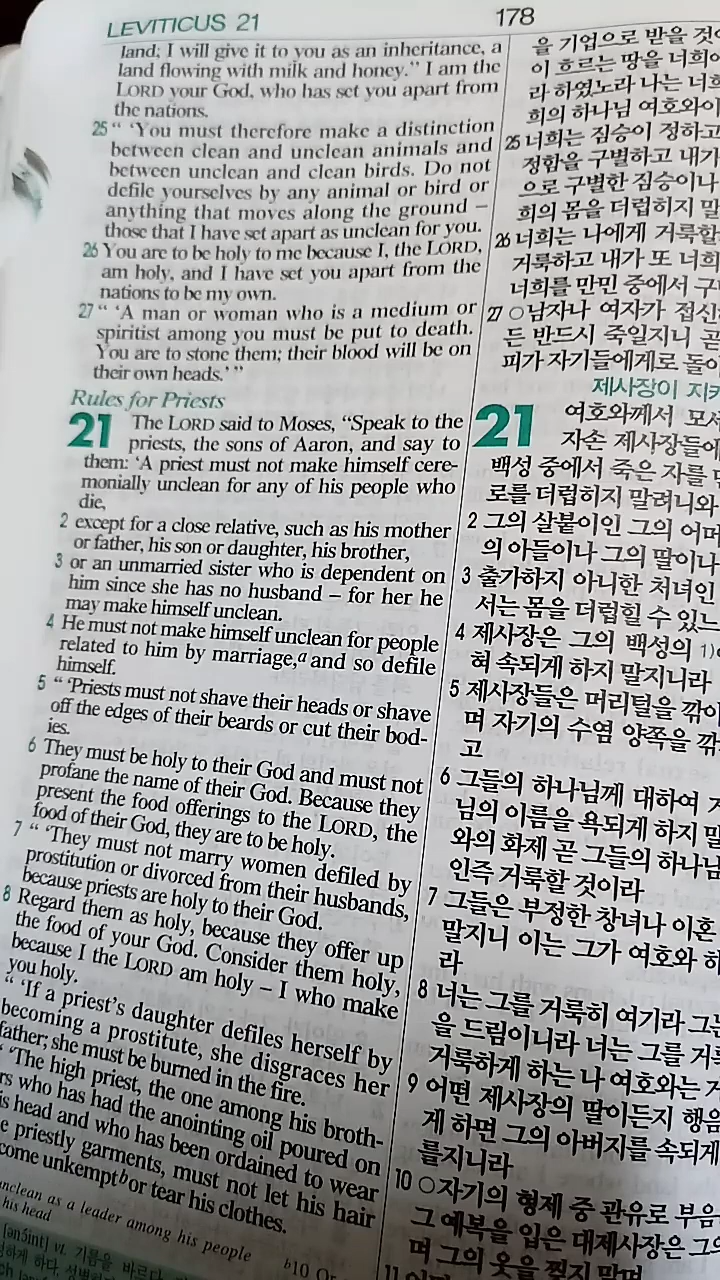 LEVITICUS 21
178
land; I will give it to you as an inheritance, a
land flowing with milk and honey.” I am the
LORD your God, who has set you apart from
the nations.
25 “ ‘You must therefore make a distinction
between clean and unclean animals and
between unclean and clean birds. Do not
defile yourselves by any animal or bird or
anything that moves along the ground –
those that I have set apart as unclean for you.
26 You are to be holy to me because I, the LORD,
am holy, and I have set you apart from the
nations to be my own.
27 “ ‘A man or woman who is a medium or
spiritist among you must be put to death.
You are to stone them; their blood will be on
their own heads.’ ”
Rules for Priests
21 The LORD said to Moses, “Speak to the
priests, the sons of Aaron, and say to
them: ‘A priest must not make himself cere-
monially unclean for any of his people who
die,
2 except for a close relative, such as his mother
or father, his son or daughter, his brother,
3 or an unmarried sister who is dependent on
him since she has no husband – for her he
may make himself unclean.
4 He must not make himself unclean for people
related to him by marriage,a and so defile
himself.
5 “ ‘Priests must not shave their heads or shave
off the edges of their beards or cut their bod-
ies.
6 They must be holy to their God and must not
profane the name of their God. Because they
present the food offerings to the LORD, the
food of their God, they are to be holy.
7 “ ‘They must not marry women defiled by
prostitution or divorced from their husbands,
because priests are holy to their God.
8 Regard them as holy, because they offer up
the food of your God. Consider them holy,
because I the LORD am holy – I who make
you holy.
“ ‘If a priest’s daughter defiles herself by
becoming a prostitute, she disgraces her
father; she must be burned in the fire.
“ ‘The high priest, the one among his broth-
rs who has had the anointing oil poured on
is head and who has been ordained to wear
e priestly garments, must not let his hair
come unkempt b or tear his clothes.
nclean as a leader among his people
b10 Or
his head
[ənɔ́int] vt. 기름을 바르다
을 기업으로 받을 것
이 흐르는 땅을 너희에
라 하였노라 나는 너희
희의 하나님 여호와이
25 너희는 짐승이 정하고
정함을 구별하고 내가
으로 구별한 짐승이나
희의 몸을 더럽히지 말
26 너희는 나에게 거룩할
거룩하고 내가 또 너희
너희를 만민 중에서 구
27 ○남자나 여자가 접신
든 반드시 죽일지니 곧
피가 자기들에게로 돌아
제사장이 지켜
21 여호와께서 모세
자손 제사장들에
백성 중에서 죽은 자를 만
로를 더럽히지 말려니와
2 그의 살붙이인 그의 어머
의 아들이나 그의 딸이나
3 출가하지 아니한 처녀인
서는 몸을 더럽힐 수 있느
4 제사장은 그의 백성의 1)
혀 속되게 하지 말지니라
5 제사장들은 머리털을 깎이
며 자기의 수염 양쪽을 깎
고
6 그들의 하나님께 대하여
님의 이름을 욕되게 하지 말
와의 화제 곧 그들의 하나님
인즉 거룩할 것이라
7 그들은 부정한 창녀나 이혼
말지니 이는 그가 여호와 하
라
8 너는 그를 거룩히 여기라 그는
을 드림이니라 너는 그를 거룩
거룩하게 하는 나 여호와는 거
9 어떤 제사장의 딸이든지 행음
게 하면 그의 아버지를 속되게
를지니라
10 ○자기의 형제 중 관유로 부음
그 예복을 입은 대제사장은 그의
며 그의 옷을 찢지 말며